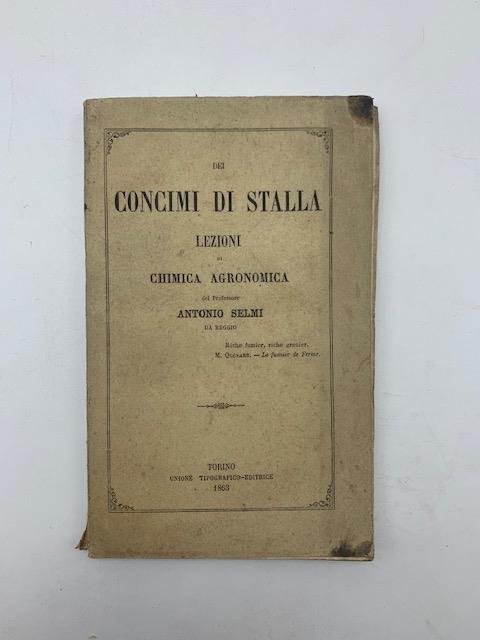 DEI
CONCIMI DI STALLA
LEZIONI
DI
CHIMICA AGRONOMICA
del Professore
ANTONIO SELMI
DA REGGIO
Riche fumier, riche grenier.
M. QUÉNARD. — Le fumier de Ferme.
TORINO
UNIONE TIPOGRAFICO-EDITRICE
1863